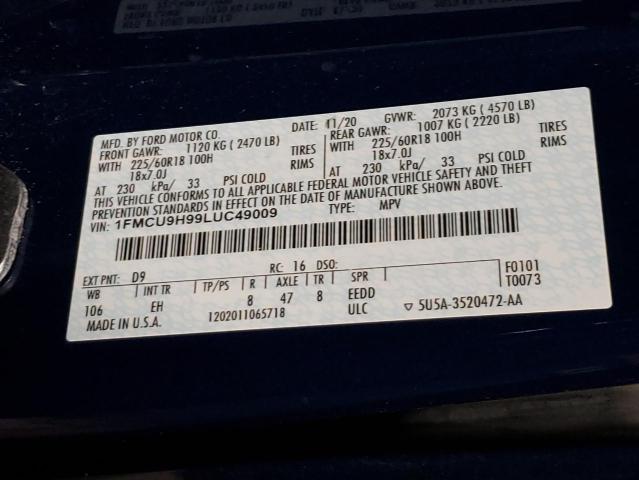 MFD. BY FORD MOTOR CO. DATE: 11/20 GVWR: 2073 KG ( 4570 LB)
FRONT GAWR: 1120 KG ( 2470 LB) REAR GAWR: 1007 KG ( 2220 LB)
WITH 225/60R18 100H TIRES WITH 225/60R18 100H TIRES
18x7.0J RIMS 18x7.0J RIMS
AT 230 kPa/ 33 PSI COLD AT 230 kPa/ 33 PSI COLD
THIS VEHICLE CONFORMS TO ALL APPLICABLE FEDERAL MOTOR VEHICLE SAFETY AND THEFT
PREVENTION STANDARDS IN EFFECT ON THE DATE OF MANUFACTURE SHOWN ABOVE.
VIN: 1FMCU9H99LUC49009 TYPE: MPV
EXT PNT: D9 RC: 16 DSO: F0101
WB INT TR TP/PS R AXLE TR SPR T0073
106 EH 8 47 8 EEDD
MADE IN U.S.A. 1202011065718 ULC ▽ 5U5A-3520472-AA